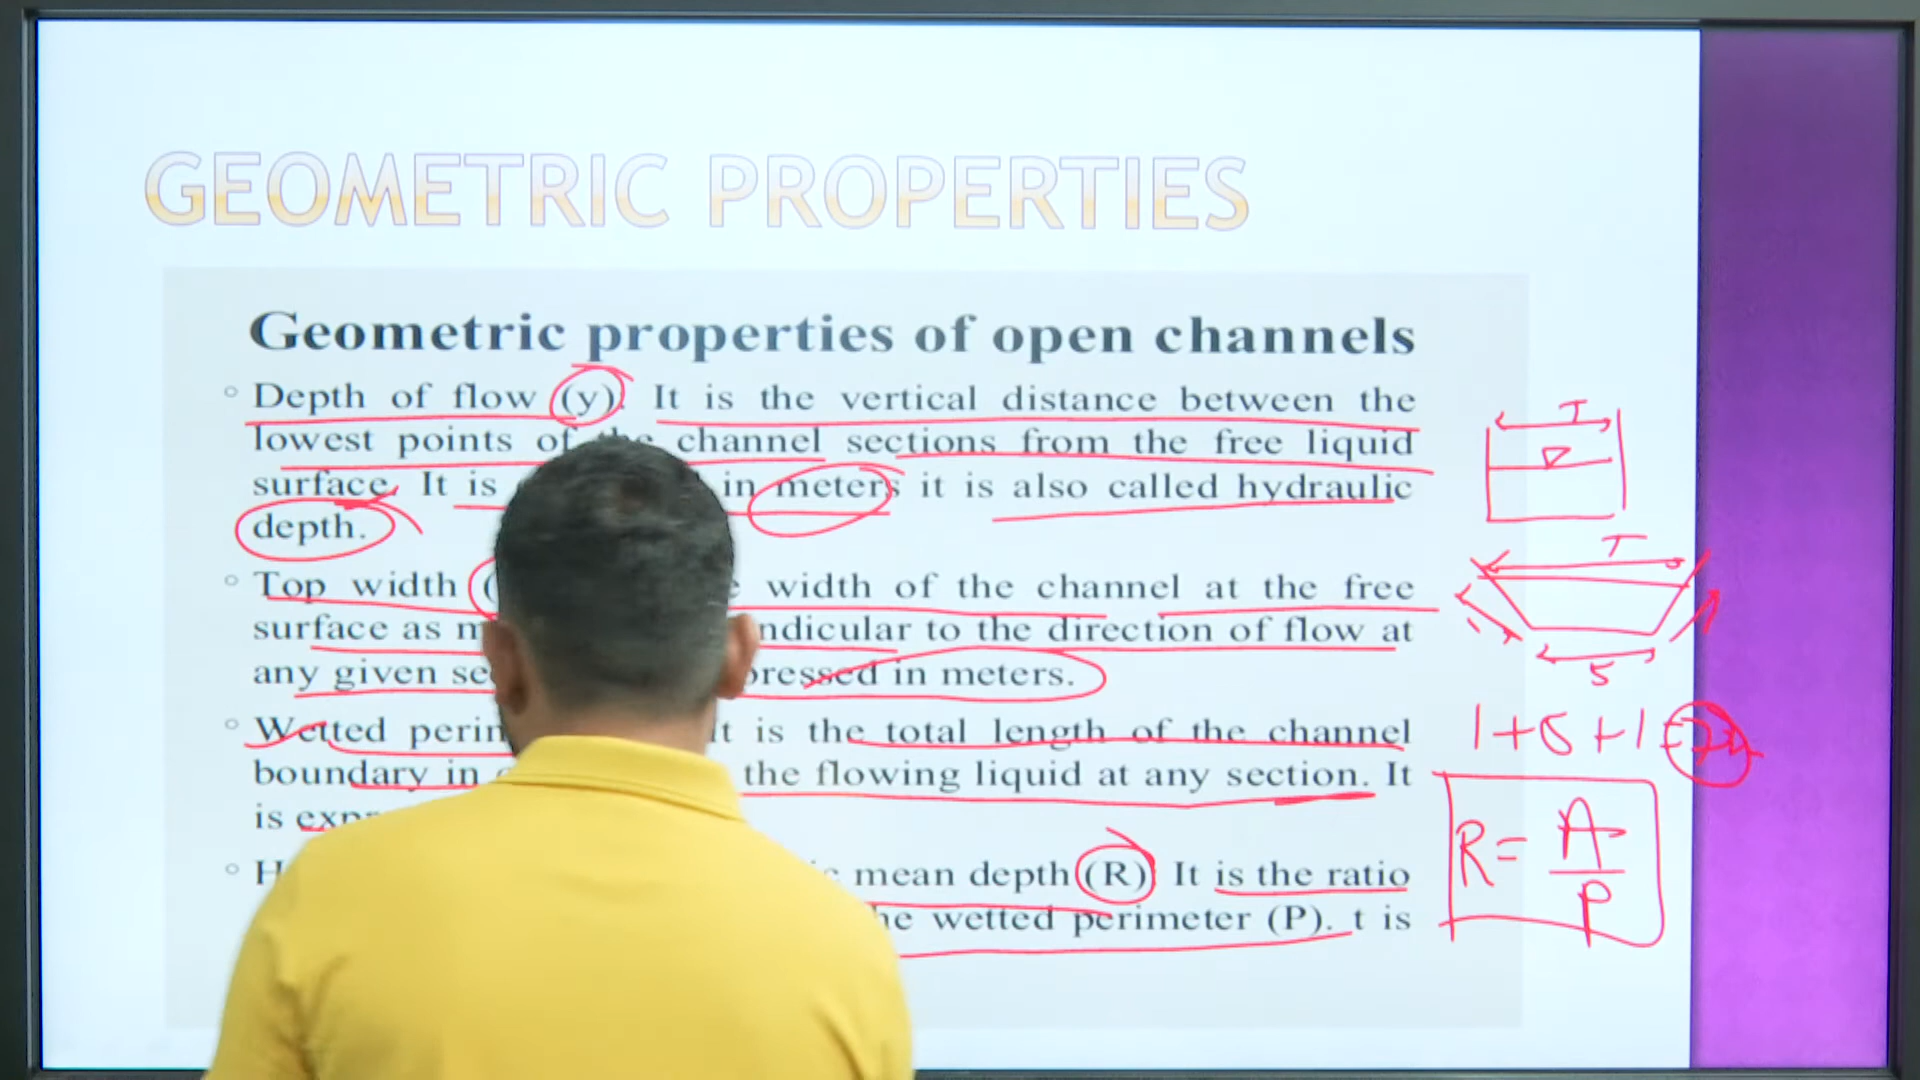 GEOMETRIC PROPERTIES
Geometric properties of open channels
Depth of flow (y). It is the vertical distance between the
lowest points of the channel sections from the free liquid
surface. It is in meters it is also called hydraulic
depth.
Top width ( width of the channel at the free
surface as m ndicular to the direction of flow at
any given se pressed in meters.
Wetted perim It is the total length of the channel
boundary in the flowing liquid at any section. It
is expr
H c mean depth (R) It is the ratio
he wetted perimeter (P). t is
T
T
1
5
1+5+1=7m
R=A/P